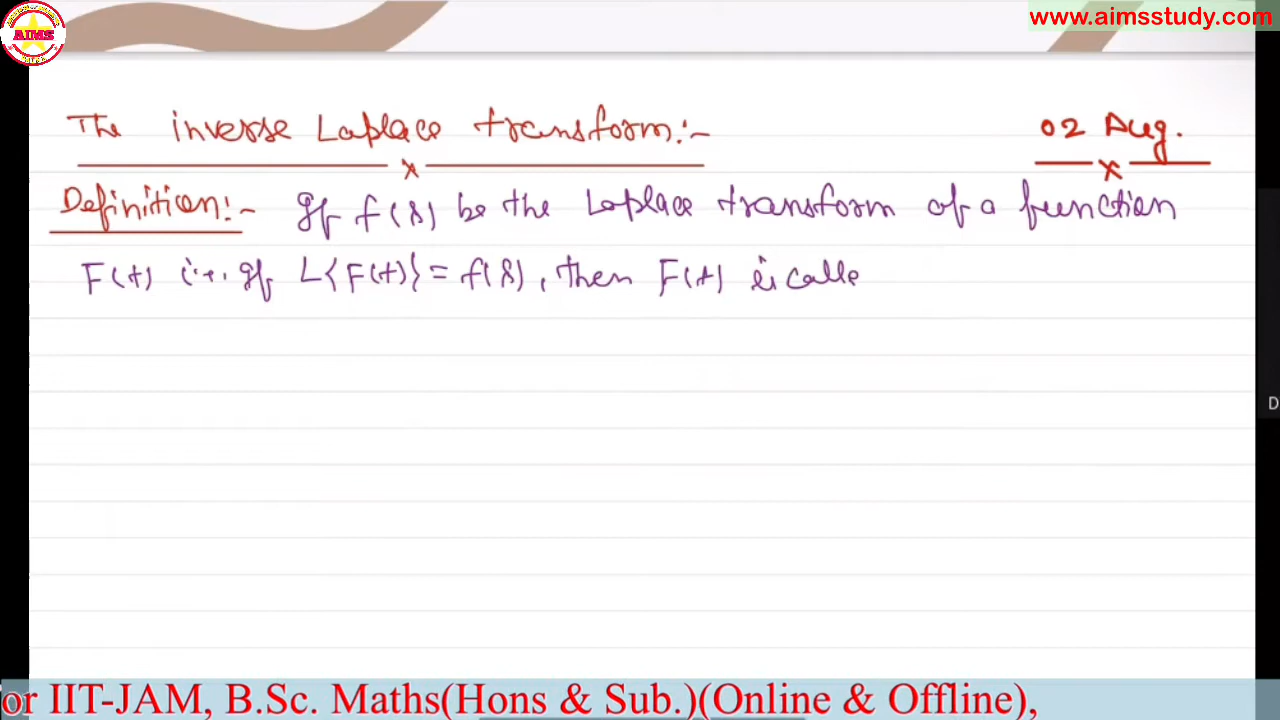 AIMS
www.aimsstudy.com
The inverse Laplace transform:-
02 Aug.
Definition:- If f(s) be the Laplace transform of a function
F(t) i.e. if L{F(t)} = f(s), then F(t) is calle
D
or IIT-JAM, B.Sc. Maths(Hons & Sub.)(Online & Offline),